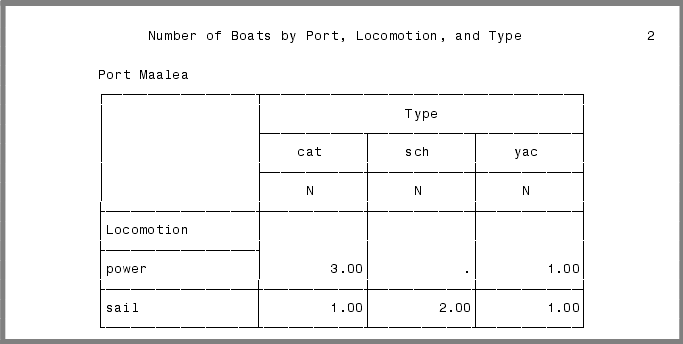 Number of Boats by Port, Locomotion, and Type 2
Port Maalea
Type
cat sch yac
N N N
Locomotion
power 3.00 . 1.00
sail 1.00 2.00 1.00